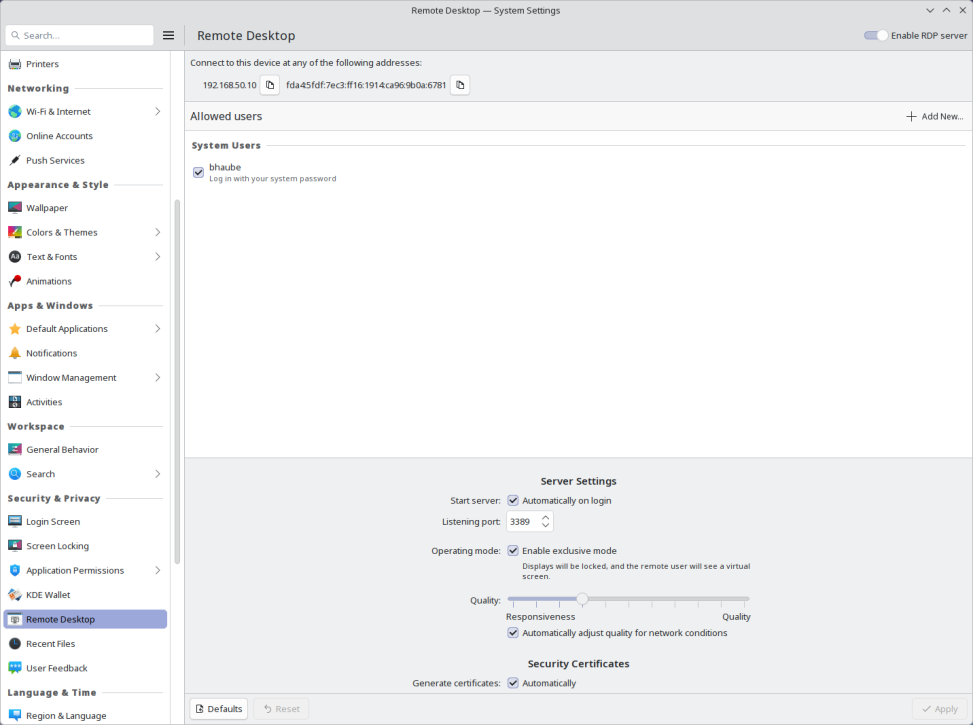 Remote Desktop — System Settings
Search...
Remote Desktop
Enable RDP server
Printers
Networking
Wi-Fi & Internet
Online Accounts
Push Services
Appearance & Style
Wallpaper
Colors & Themes
Aa
Text & Fonts
Animations
Apps & Windows
Default Applications
Notifications
Window Management
Activities
Workspace
General Behavior
Search
Security & Privacy
Login Screen
Screen Locking
Application Permissions
KDE Wallet
Remote Desktop
Recent Files
User Feedback
Language & Time
Region & Language
Connect to this device at any of the following addresses:
192.168.50.10
fda4:5fdf:7ec3:ff16:1914:ca96:9b0a:6781
Allowed users
Add New...
System Users
bhaube
Log in with your system password
Server Settings
Start server:
Automatically on login
Listening port:
3389
Operating mode:
Enable exclusive mode
Displays will be locked, and the remote user will see a virtual
screen.
Quality:
Responsiveness
Quality
Automatically adjust quality for network conditions
Security Certificates
Generate certificates:
Automatically
Defaults
Reset
Apply